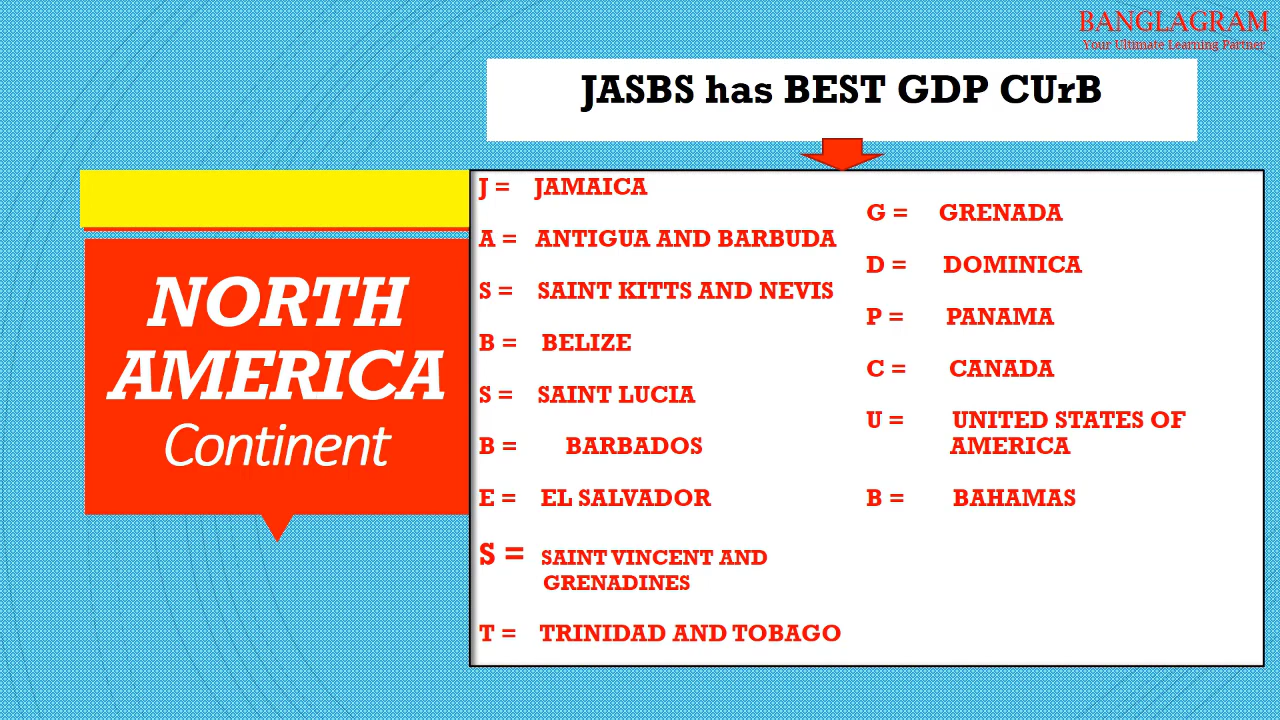 BANGLAGRAM
Your Ultimate Learning Partner
JASBS has BEST GDP CUrB
NORTH
AMERICA
Continent
J = JAMAICA
A = ANTIGUA AND BARBUDA
S = SAINT KITTS AND NEVIS
B = BELIZE
S = SAINT LUCIA
B = BARBADOS
E = EL SALVADOR
S = SAINT VINCENT AND
GRENADINES
T = TRINIDAD AND TOBAGO
G = GRENADA
D = DOMINICA
P = PANAMA
C = CANADA
U = UNITED STATES OF
AMERICA
B = BAHAMAS